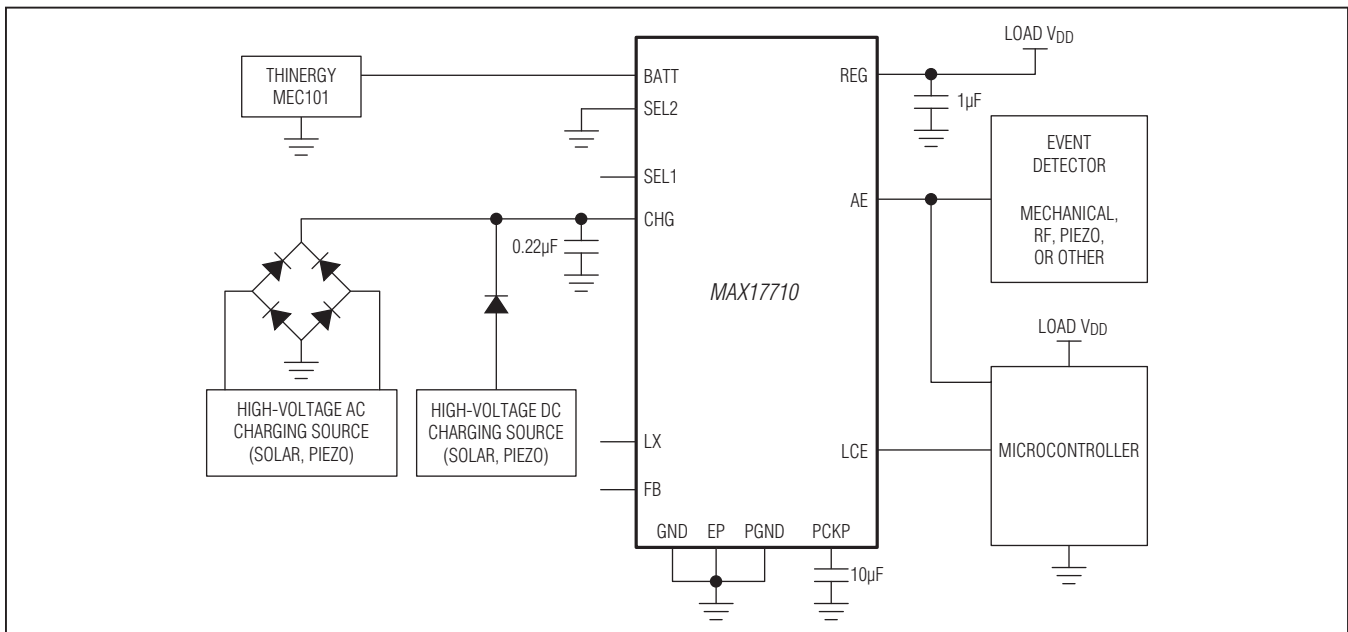 THINERGY
MEC101
BATT
SEL2
SEL1
CHG
0.22µF
HIGH-VOLTAGE AC
CHARGING SOURCE
(SOLAR, PIEZO)
HIGH-VOLTAGE DC
CHARGING SOURCE
(SOLAR, PIEZO)
LX
FB
MAX17710
GND
EP
PGND
PCKP
10µF
REG
AE
LCE
LOAD VDD
1µF
EVENT
DETECTOR
MECHANICAL,
RF, PIEZO,
OR OTHER
LOAD VDD
MICROCONTROLLER